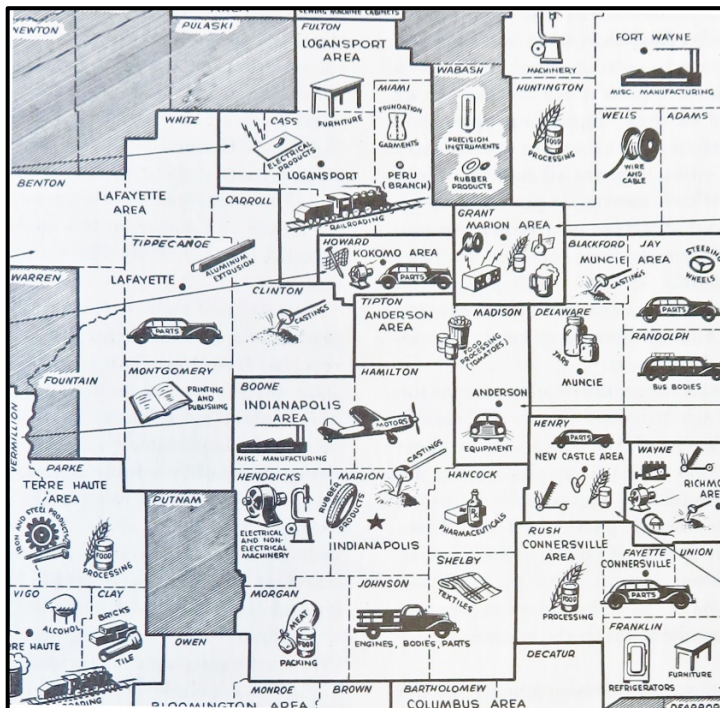 SEWING MACHINE CABINETS
NEWTON
PULASKI
FULTON
LOGANSPORT
AREA
FURNITURE
MIAMI
FOUNDATION
GARMENTS
PERU
(BRANCH)
WABASH
PRECISION
INSTRUMENTS
RUBBER
PRODUCTS
MACHINERY
HUNTINGTON
FOOD
PROCESSING
FORT WAYNE
MISC. MANUFACTURING
WELLS
ADAMS
WIRE
AND
CABLE
WHITE
CASS
ELECTRICAL
PRODUCTS
LOGANSPORT
RAILROADING
BENTON
LAFAYETTE
AREA
CARROLL
TIPPECANOE
LAFAYETTE
ALUMINUM
EXTRUSION
PARTS
HOWARD
KOKOMO AREA
PARTS
GRANT
MARION AREA
FOOD
BLACKFORD
JAY
MUNCIE AREA
CASTINGS
STEERING
WHEELS
PARTS
WARREN
CLINTON
CASTINGS
TIPTON
ANDERSON
AREA
MADISON
FOOD
PROCESSING
(TOMATOES)
ANDERSON
EQUIPMENT
DELAWARE
JARS
MUNCIE
RANDOLPH
BUS BODIES
FOUNTAIN
MONTGOMERY
PRINTING
AND
PUBLISHING
BOONE
INDIANAPOLIS
AREA
MISC. MANUFACTURING
HAMILTON
MOTORS
HENRY
PARTS
NEW CASTLE AREA
WAYNE
VERMILLION
PARKE
TERRE HAUTE
AREA
IRON AND STEEL PRODUCTS
FOOD
PROCESSING
PUTNAM
HENDRICKS
ELECTRICAL
AND NON-
ELECTRICAL
MACHINERY
MARION
RUBBER
PRODUCTS
CASTINGS
INDIANAPOLIS
HANCOCK
PHARMACEUTICALS
RUSH
CONNERSVILLE
AREA
FOOD
PROCESSING
FAYETTE
CONNERSVILLE
PARTS
UNION
VIGO
ALCOHOL
CLAY
BRICKS
TILE
MORGAN
MEAT
FOOD
PACKING
JOHNSON
ENGINES, BODIES, PARTS
SHELBY
TEXTILES
FRANKLIN
REFRIGERATORS
FURNITURE
OWEN
MONROE
BROWN
BARTHOLOMEW
COLUMBUS AREA
DECATUR
BLOOMINGTON AREA